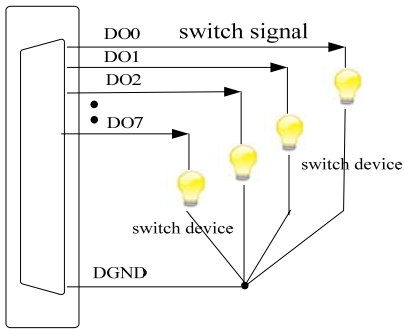 DO0 switch signal
DO1
DO2
DO7
switch device
switch device
DGND